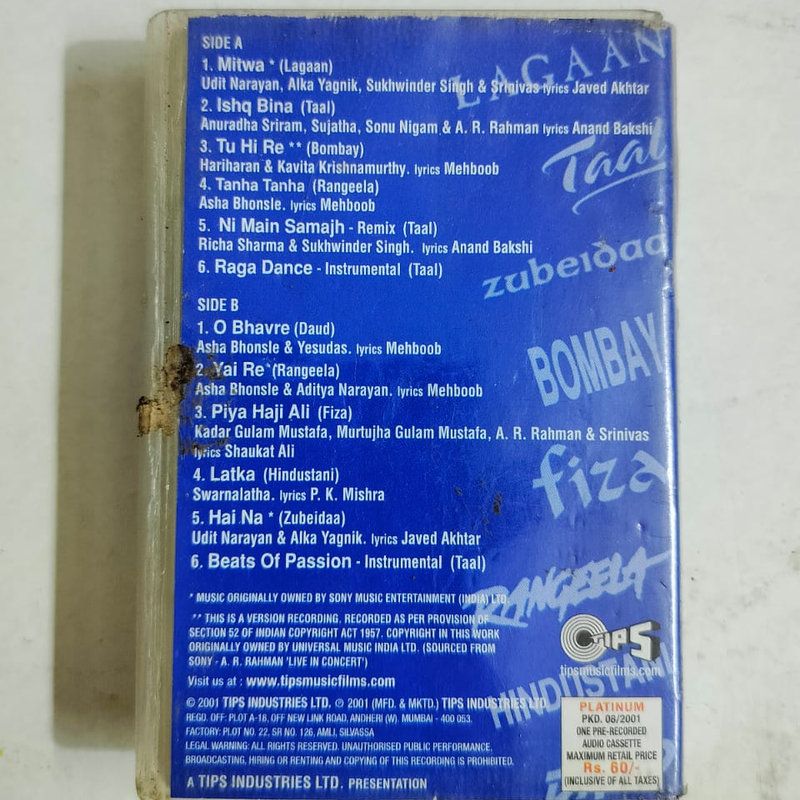 SIDE A
1. Mitwa * (Lagaan)
Udit Narayan, Alka Yagnik, Sukhwinder Singh & Srinivas lyrics Javed Akhtar
2. Ishq Bina (Taal)
Anuradha Sriram, Sujatha, Sonu Nigam & A. R. Rahman lyrics Anand Bakshi
3. Tu Hi Re ** (Bombay)
Hariharan & Kavita Krishnamurthy. lyrics Mehboob
4. Tanha Tanha (Rangeela)
Asha Bhonsle. lyrics Mehboob
5. Ni Main Samajh - Remix (Taal)
Richa Sharma & Sukhwinder Singh. lyrics Anand Bakshi
6. Raga Dance - Instrumental (Taal)
SIDE B
1. O Bhavre (Daud)
Asha Bhonsle & Yesudas. lyrics Mehboob
2. Yai Re * (Rangeela)
Asha Bhonsle & Aditya Narayan. lyrics Mehboob
3. Piya Haji Ali (Fiza)
Kadar Gulam Mustafa, Murtujha Gulam Mustafa, A. R. Rahman & Srinivas
lyrics Shaukat Ali
4. Latka (Hindustani)
Swarnalatha. lyrics P. K. Mishra
5. Hai Na * (Zubeidaa)
Udit Narayan & Alka Yagnik. lyrics Javed Akhtar
6. Beats Of Passion - Instrumental (Taal)
* MUSIC ORIGINALLY OWNED BY SONY MUSIC ENTERTAINMENT (INDIA) LTD.
** THIS IS A VERSION RECORDING. RECORDED AS PER PROVISION OF
SECTION 52 OF INDIAN COPYRIGHT ACT 1957. COPYRIGHT IN THIS WORK
ORIGINALLY OWNED BY UNIVERSAL MUSIC INDIA LTD. (SOURCED FROM
SONY - A. R. RAHMAN 'LIVE IN CONCERT')
Visit us at : www.tipsmusicfilms.com
© 2001 TIPS INDUSTRIES LTD. ℗ 2001 (MFD. & MKTD.) TIPS INDUSTRIES LTD.
REGD. OFF: PLOT A-16, OFF NEW LINK ROAD, ANDHERI (W). MUMBAI - 400 053.
FACTORY: PLOT NO. 22, SR NO. 126, AMLI, SILVASSA
LEGAL WARNING: ALL RIGHTS RESERVED. UNAUTHORISED PUBLIC PERFORMANCE.
BROADCASTING, HIRING OR RENTING AND COPYING OF THIS RECORDING IS PROHIBITED.
A TIPS INDUSTRIES LTD. PRESENTATION
LAGAAN
Taal
zubeidaa
BOMBAY
fiza
RANGEELA
TIPS
tipsmusicfilms.com
HINDUSTANI
PLATINUM
PKD. 08/2001
ONE PRE-RECORDED
AUDIO CASSETTE
MAXIMUM RETAIL PRICE
Rs. 60/-
(INCLUSIVE OF ALL TAXES)